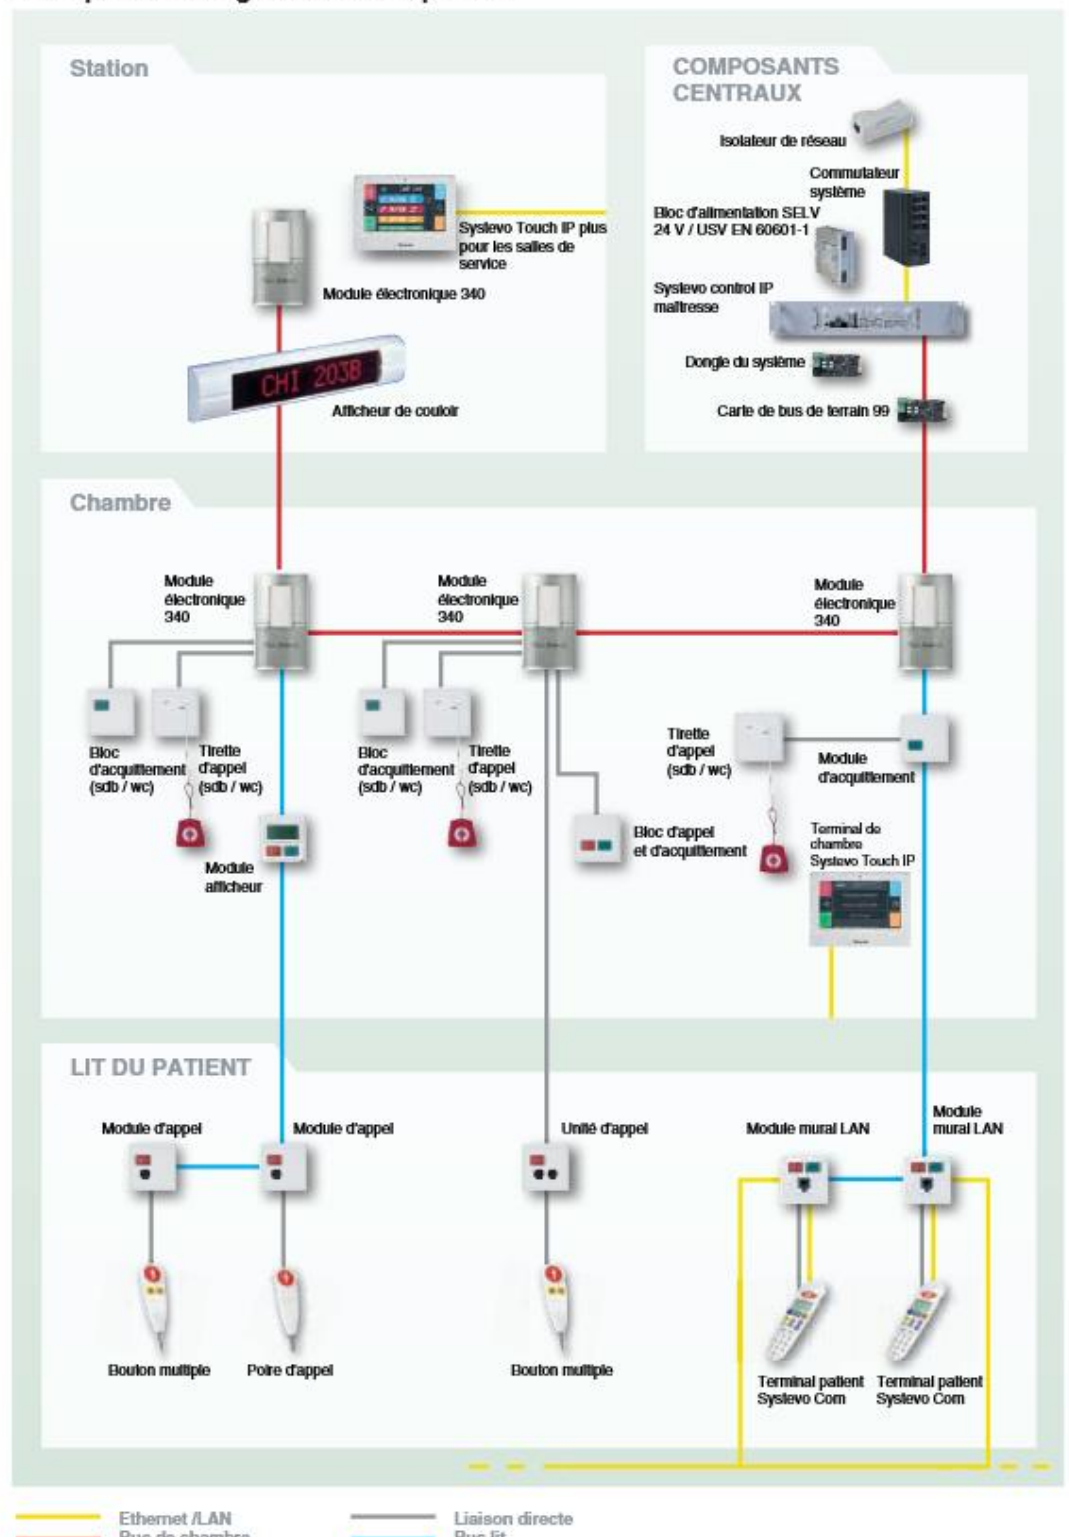 Station
COMPOSANTS
CENTRAUX
Isolateur de réseau
Commutateur
système
Bloc d'alimentation SELV
24 V / USV EN 60601-1
Systevo Touch IP plus
pour les salles de
service
Module électronique 340
Systevo control IP
maîtresse
Dongle du système
CHI 203B
Afficheur de couloir
Carte de bus de terrain 99
Chambre
Module
électronique
340
Module
électronique
340
Module
électronique
340
Bloc
d'acquittement
(sdb / wc)
Tirette
d'appel
(sdb / wc)
Bloc
d'acquittement
(sdb / wc)
Tirette
d'appel
(sdb / wc)
Tirette
d'appel
(sdb / wc)
Module
d'acquittement
Module
afficheur
Bloc d'appel
et d'acquittement
Terminal de
chambre
Systevo Touch IP
LIT DU PATIENT
Module d'appel
Module d'appel
Unité d'appel
Module mural LAN
Module
mural LAN
Bouton multiple
Poire d'appel
Bouton multiple
Terminal patient
Systevo Com
Terminal patient
Systevo Com
Ethernet /LAN
Liaison directe
Bus de chambre
Bus lit